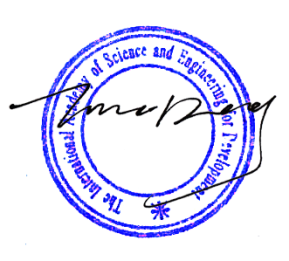 The International Academy of Science and Engineering for Development